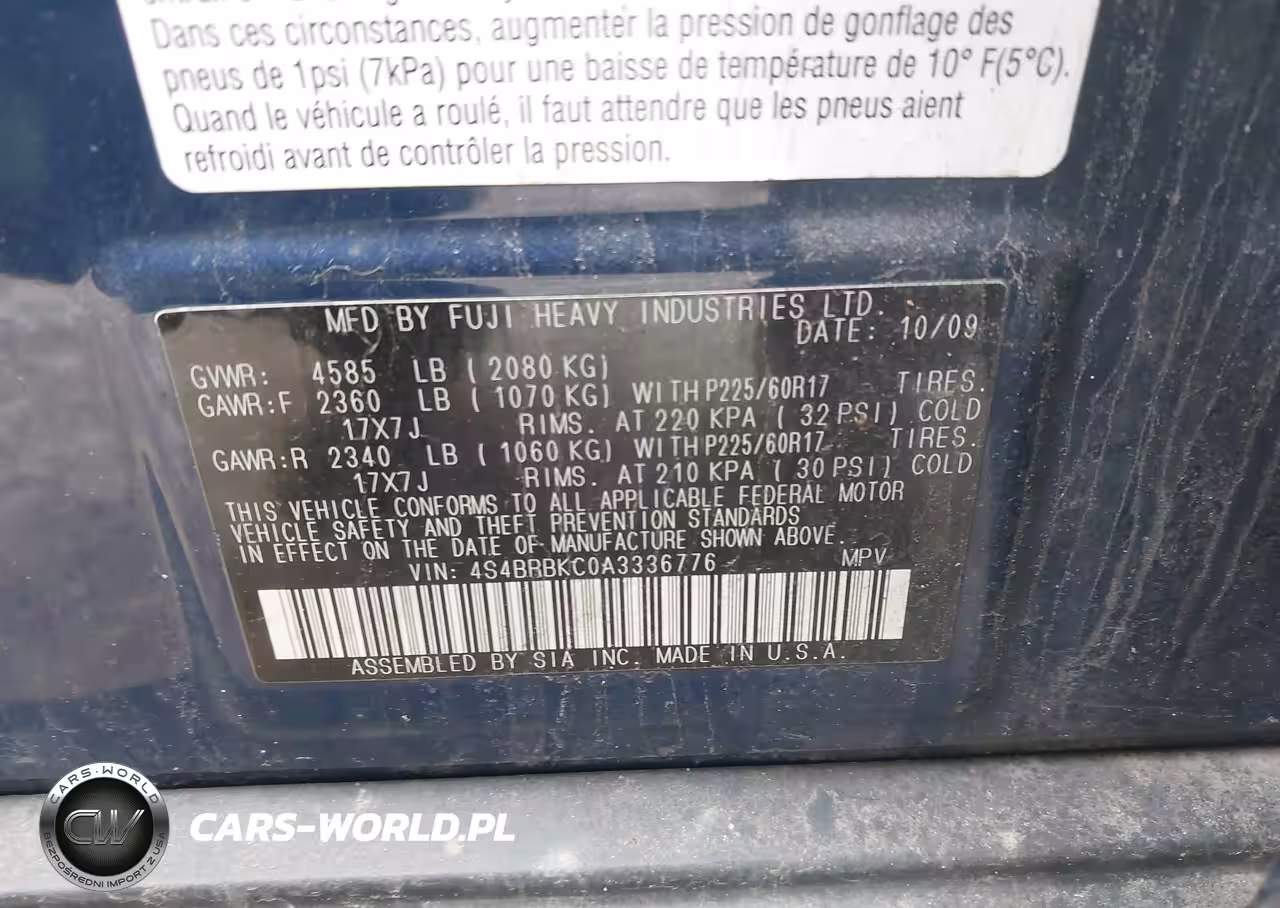 Dans ces circonstances, augmenter la pression de gonflage des
pneus de 1psi (7kPa) pour une baisse de température de 10° F(5°C).
Quand le véhicule a roulé, il faut attendre que les pneus aient
refroidi avant de contrôler la pression.
MFD BY FUJI HEAVY INDUSTRIES LTD.
DATE: 10/09
GVWR: 4585 LB ( 2080 KG)
GAWR:F 2360 LB ( 1070 KG) WITH P225/60R17 TIRES.
17X7J RIMS. AT 220 KPA ( 32 PSI) COLD
GAWR:R 2340 LB ( 1060 KG) WITH P225/60R17 TIRES.
17X7J RIMS. AT 210 KPA ( 30 PSI) COLD
THIS VEHICLE CONFORMS TO ALL APPLICABLE FEDERAL MOTOR
VEHICLE SAFETY AND THEFT PREVENTION STANDARDS
IN EFFECT ON THE DATE OF MANUFACTURE SHOWN ABOVE.
VIN: 4S4BRBKC0A3336776 MPV
ASSEMBLED BY SIA INC. MADE IN U.S.A.
CARS-WORLD
CW
BEZPOŚREDNI IMPORT Z USA
CARS-WORLD.PL